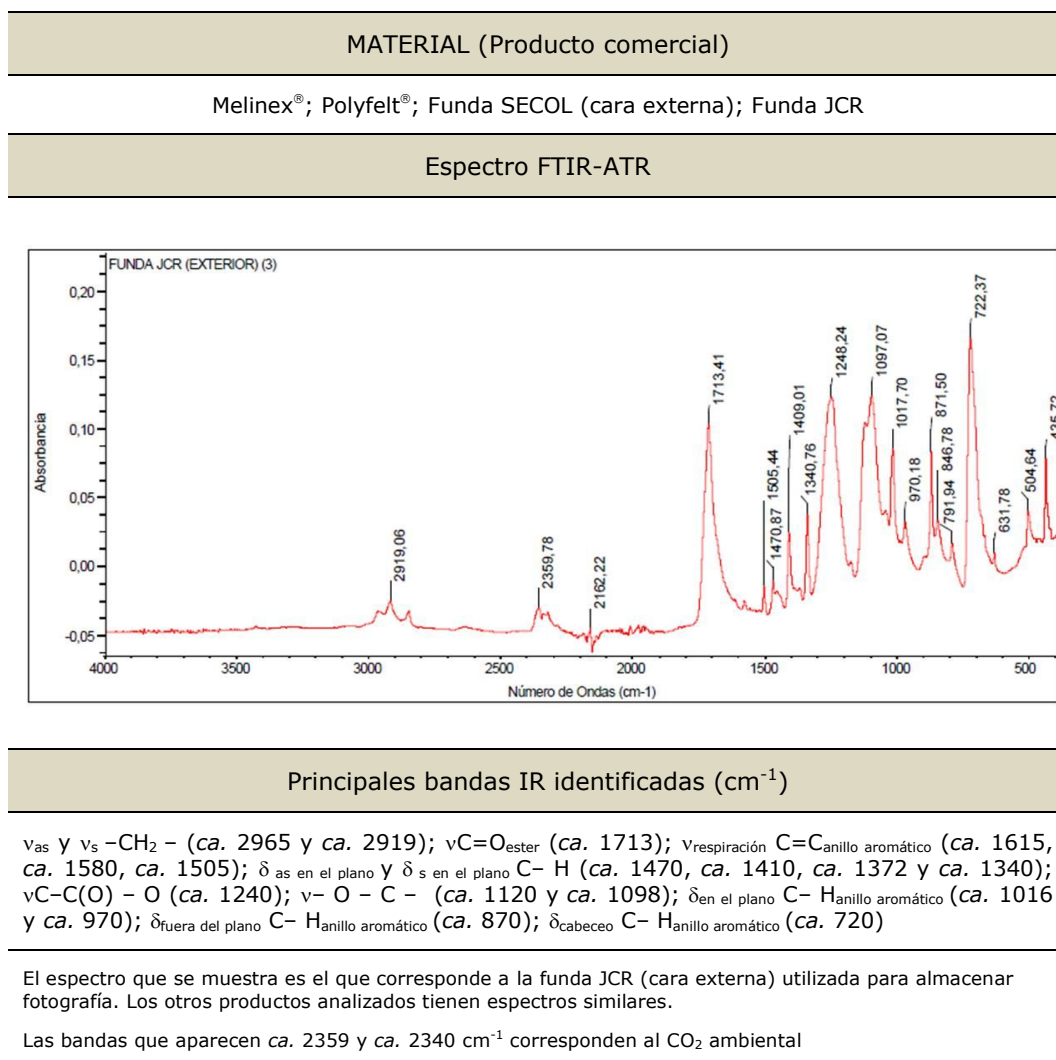 MATERIAL (Producto comercial)
Melinex®; Polyfelt®; Funda SECOL (cara externa); Funda JCR
Espectro FTIR-ATR
FUNDA JCR (EXTERIOR) (3)
0,20
0,15
0,10
0,05
0,00
-0,05
Absorbancia
2919,06
2359,78
2162,22
1713,41
1505,44
1470,87
1409,01
1340,76
1248,24
1097,07
1017,70
970,18
871,50
846,78
791,94
722,37
631,78
504,64
4000
3500
3000
2500
2000
1500
1000
500
Número de Ondas (cm-1)
Principales bandas IR identificadas (cm-1)
νas y νs –CH2 – (ca. 2965 y ca. 2919); νC=Oester (ca. 1713); νrespiración C=Canillo aromático (ca. 1615,
ca. 1580, ca. 1505); δ as en el plano y δ s en el plano C– H (ca. 1470, ca. 1410, ca. 1372 y ca. 1340);
νC–C(O) – O (ca. 1240); ν– O – C – (ca. 1120 y ca. 1098); δen el plano C– Hanillo aromático (ca. 1016
y ca. 970); δfuera del plano C– Hanillo aromático (ca. 870); δcabeceo C– Hanillo aromático (ca. 720)
El espectro que se muestra es el que corresponde a la funda JCR (cara externa) utilizada para almacenar
fotografía. Los otros productos analizados tienen espectros similares.
Las bandas que aparecen ca. 2359 y ca. 2340 cm-1 corresponden al CO2 ambiental